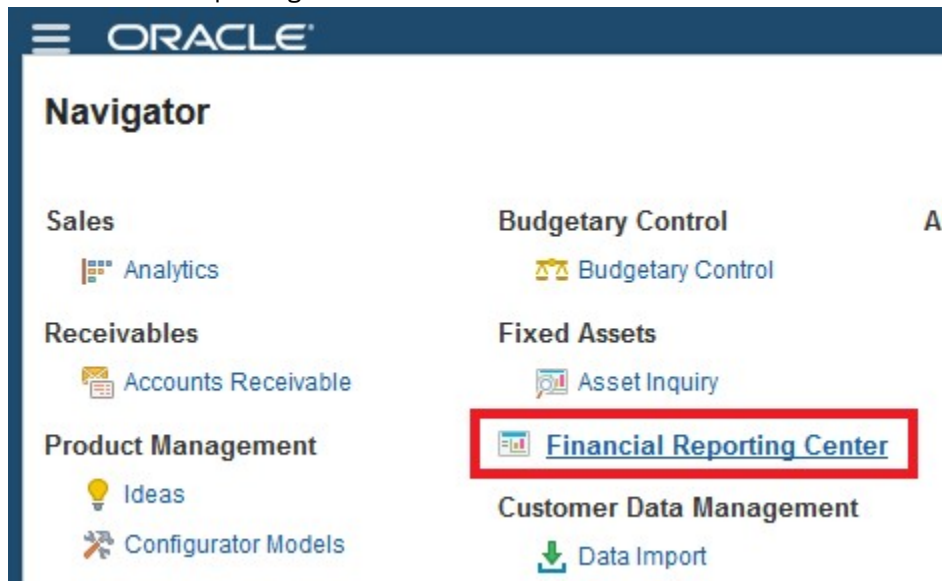 ORACLE
Navigator
Sales
Analytics
Receivables
Accounts Receivable
Product Management
Ideas
Configurator Models
Budgetary Control
Budgetary Control
Fixed Assets
Asset Inquiry
Financial Reporting Center
Customer Data Management
Data Import
A